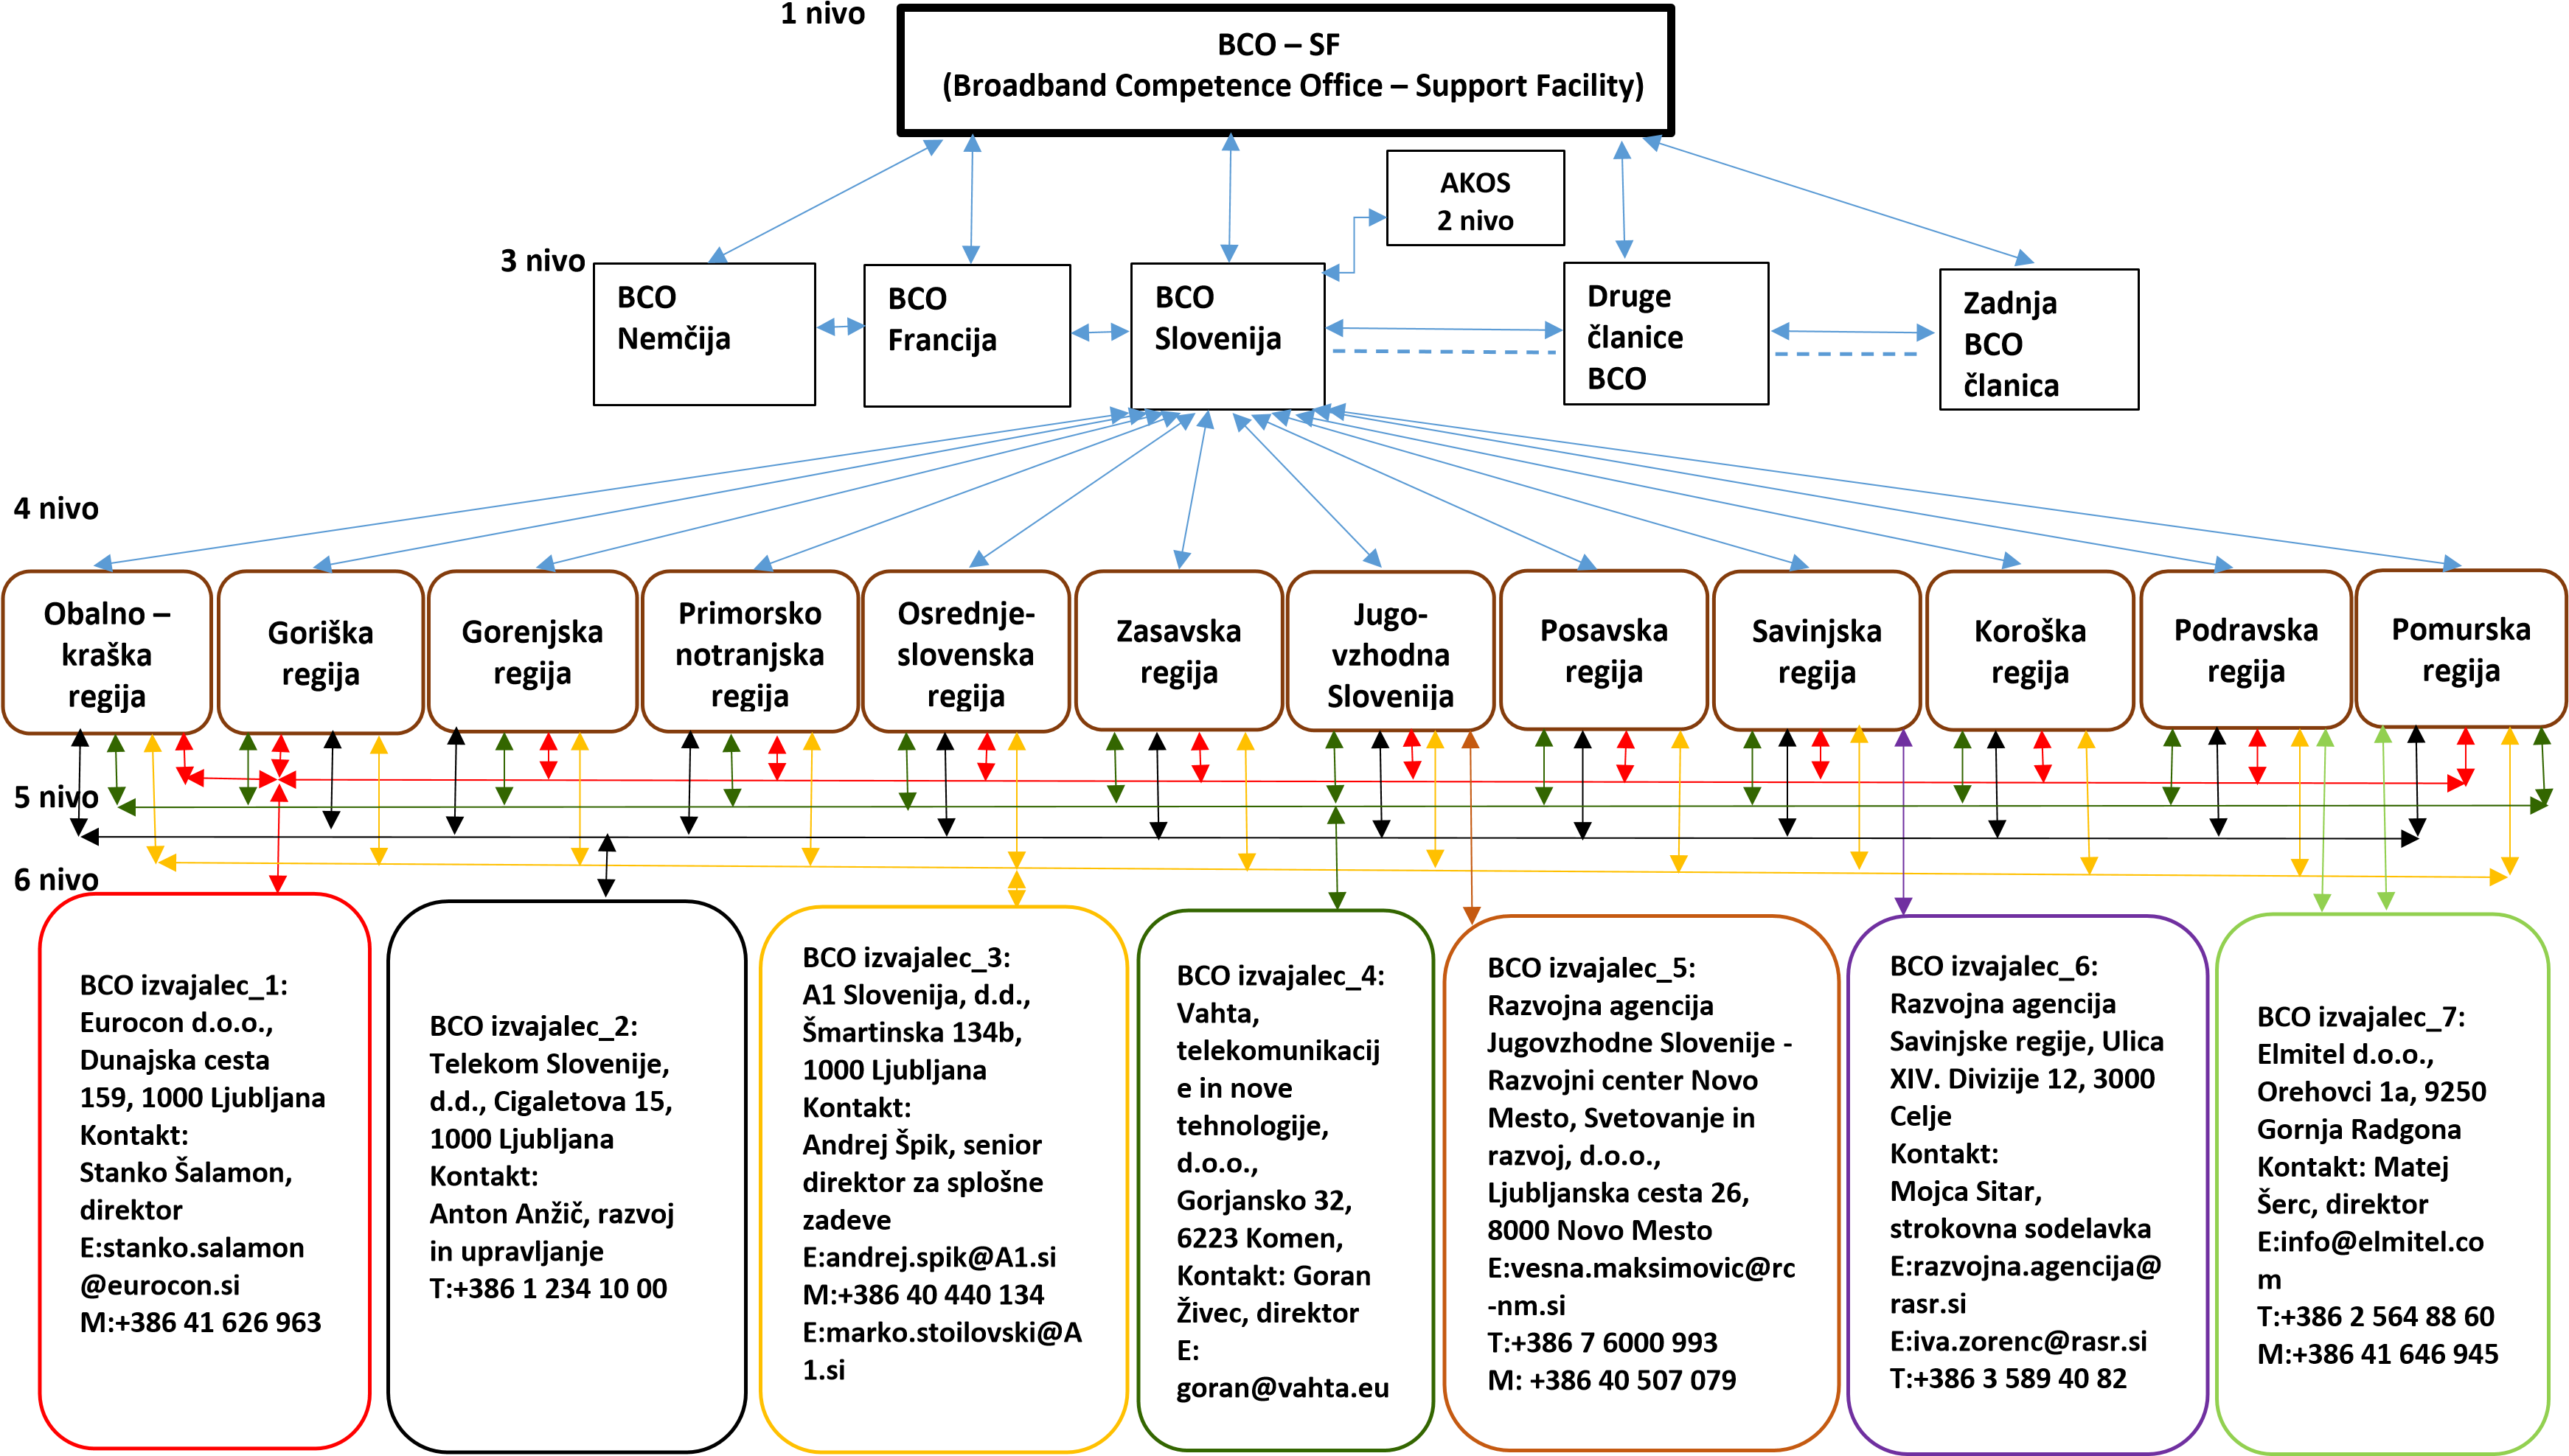 1 nivo
BCO – SF
(Broadband Competence Office – Support Facility)
AKOS
2 nivo
3 nivo
BCO
Nemčija
BCO
Francija
BCO
Slovenija
Druge
članice
BCO
Zadnja
BCO
članica
4 nivo
Obalno –
kraška
regija
Goriška
regija
Gorenjska
regija
Primorsko
notranjska
regija
Osrednje-
slovenska
regija
Zasavska
regija
Jugo-
vzhodna
Slovenija
Posavska
regija
Savinjska
regija
Koroška
regija
Podravska
regija
Pomurska
regija
5 nivo
6 nivo
BCO izvajalec_1:
Eurocon d.o.o.,
Dunajska cesta
159, 1000 Ljubljana
Kontakt:
Stanko Šalamon,
direktor
E:stanko.salamon
@eurocon.si
M:+386 41 626 963
BCO izvajalec_2:
Telekom Slovenije,
d.d., Cigaletova 15,
1000 Ljubljana
Kontakt:
Anton Anžič, razvoj
in upravljanje
T:+386 1 234 10 00
BCO izvajalec_3:
A1 Slovenija, d.d.,
Šmartinska 134b,
1000 Ljubljana
Kontakt:
Andrej Špik, senior
direktor za splošne
zadeve
E:andrej.spik@A1.si
M:+386 40 440 134
E:marko.stoilovski@A
1.si
BCO izvajalec_4:
Vahta,
telekomunikacij
e in nove
tehnologije,
d.o.o.,
Gorjansko 32,
6223 Komen,
Kontakt: Goran
Živec, direktor
E:
goran@vahta.eu
BCO izvajalec_5:
Razvojna agencija
Jugovzhodne Slovenije -
Razvojni center Novo
Mesto, Svetovanje in
razvoj, d.o.o.,
Ljubljanska cesta 26,
8000 Novo Mesto
E:vesna.maksimovic@rc
-nm.si
T:+386 7 6000 993
M: +386 40 507 079
BCO izvajalec_6:
Razvojna agencija
Savinjske regije, Ulica
XIV. Divizije 12, 3000
Celje
Kontakt:
Mojca Sitar,
strokovna sodelavka
E:razvojna.agencija@
rasr.si
E:iva.zorenc@rasr.si
T:+386 3 589 40 82
BCO izvajalec_7:
Elmitel d.o.o.,
Orehovci 1a, 9250
Gornja Radgona
Kontakt: Matej
Šerc, direktor
E:info@elmitel.co
m
T:+386 2 564 88 60
M:+386 41 646 945